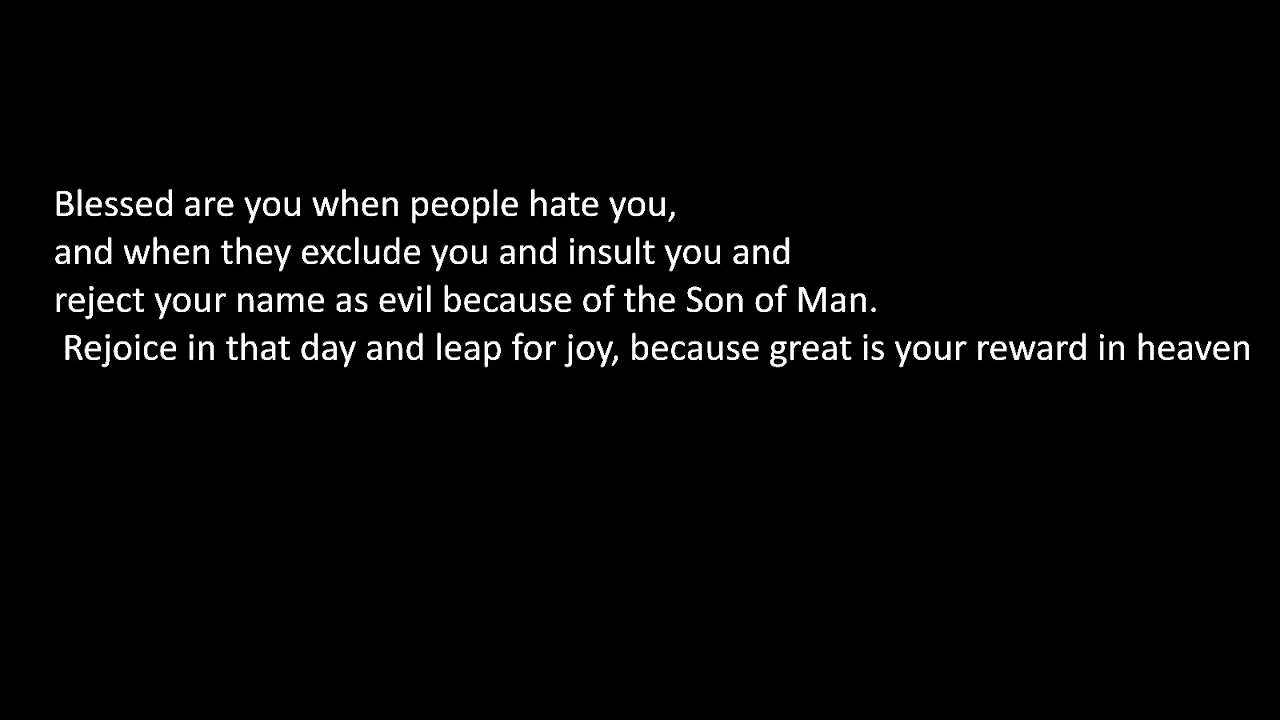 Blessed are you when people hate you,
and when they exclude you and insult you and
reject your name as evil because of the Son of Man.
Rejoice in that day and leap for joy, because great is your reward in heaven